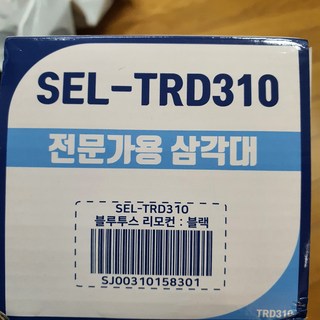 SEL-TRD310
전문가용 삼각대
SEL-TRD310
블루투스 리모컨 : 블랙
SJ00310158301
TRD310